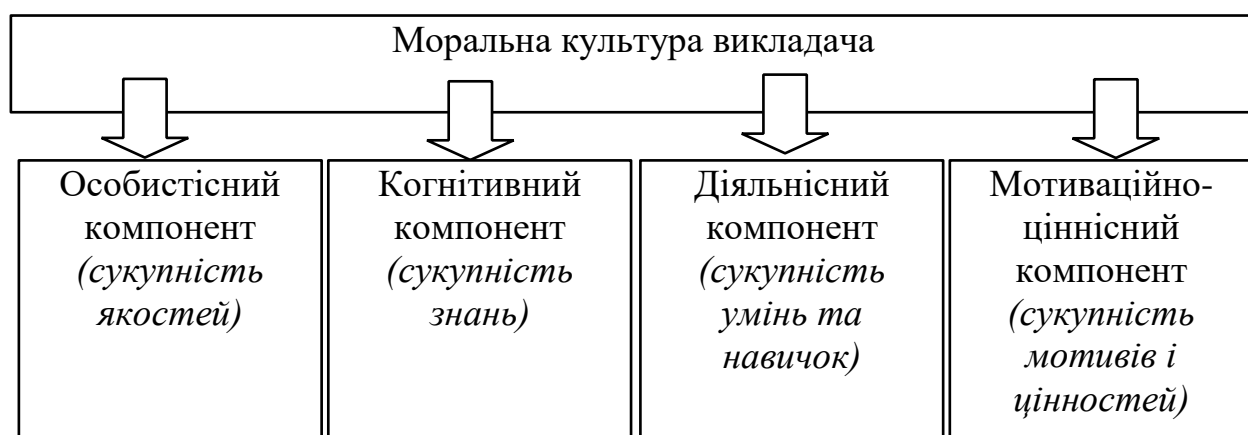 Моральна культура викладача
Особистісний
компонент
(сукупність
якостей)
Когнітивний
компонент
(сукупність
знань)
Діяльнісний
компонент
(сукупність
умінь та
навичок)
Мотиваційно-
ціннісний
компонент
(сукупність
мотивів і
цінностей)